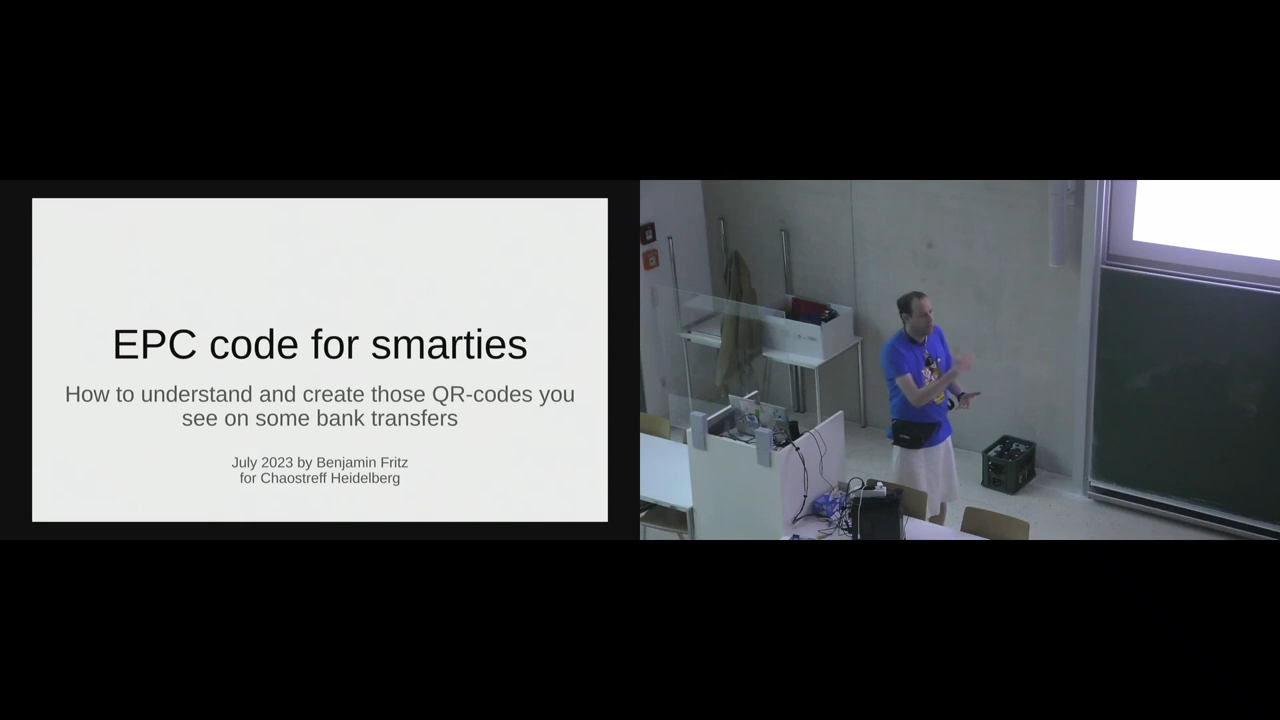 EPC code for smarties
How to understand and create those QR-codes you
see on some bank transfers
July 2023 by Benjamin Fritz
for Chaostreff Heidelberg